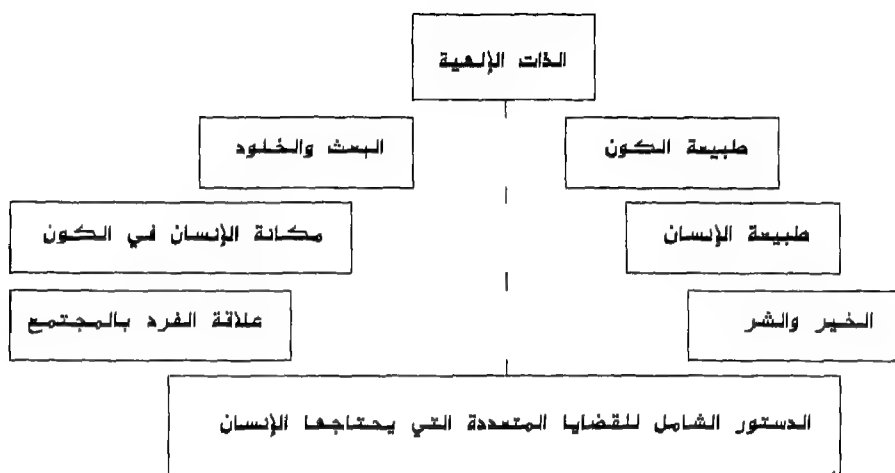 الذات الإلهية
طبيعة الكون
البعث والخلود
طبيعة الإنسان
مكانة الإنسان في الكون
الخير والشر
علاقة الفرد بالمجتمع
الدستور الشامل للقضايا المتعددة التي يحتاجها الإنسان